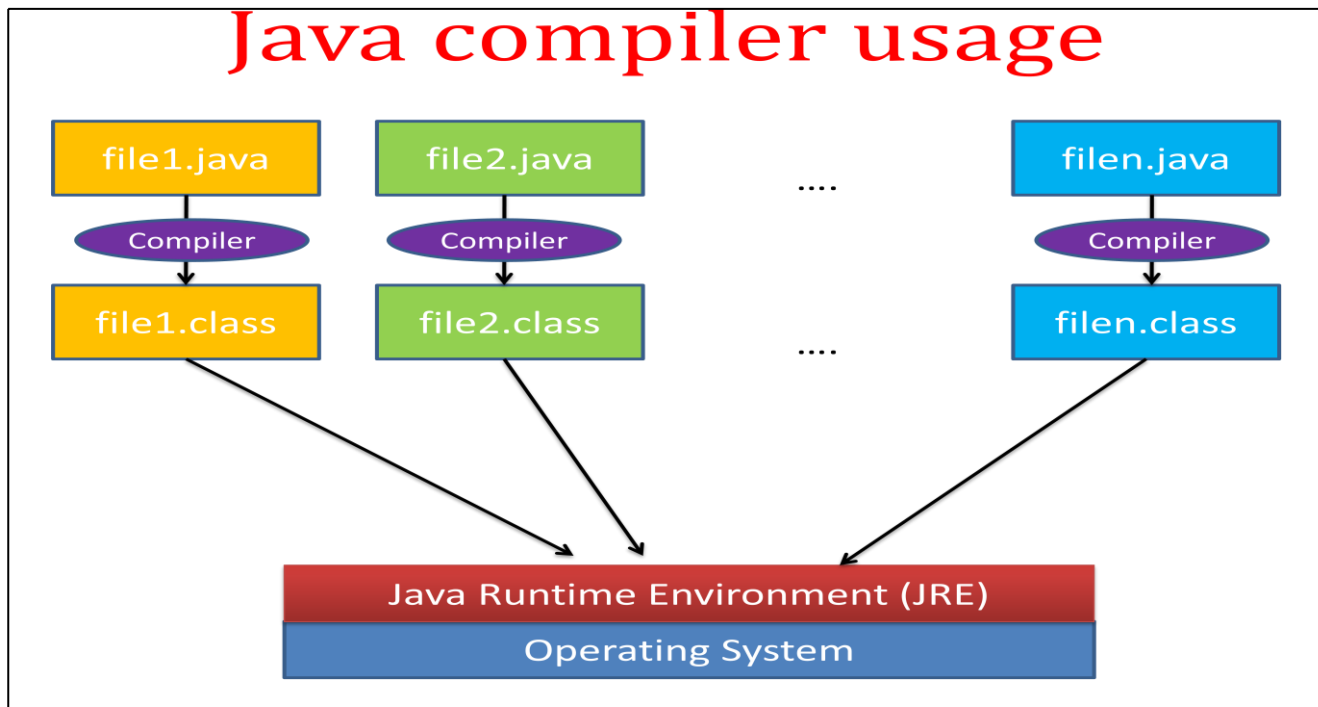 Java compiler usage
file1.java
file2.java
....
filen.java
Compiler
Compiler
Compiler
file1.class
file2.class
....
filen.class
Java Runtime Environment (JRE)
Operating System